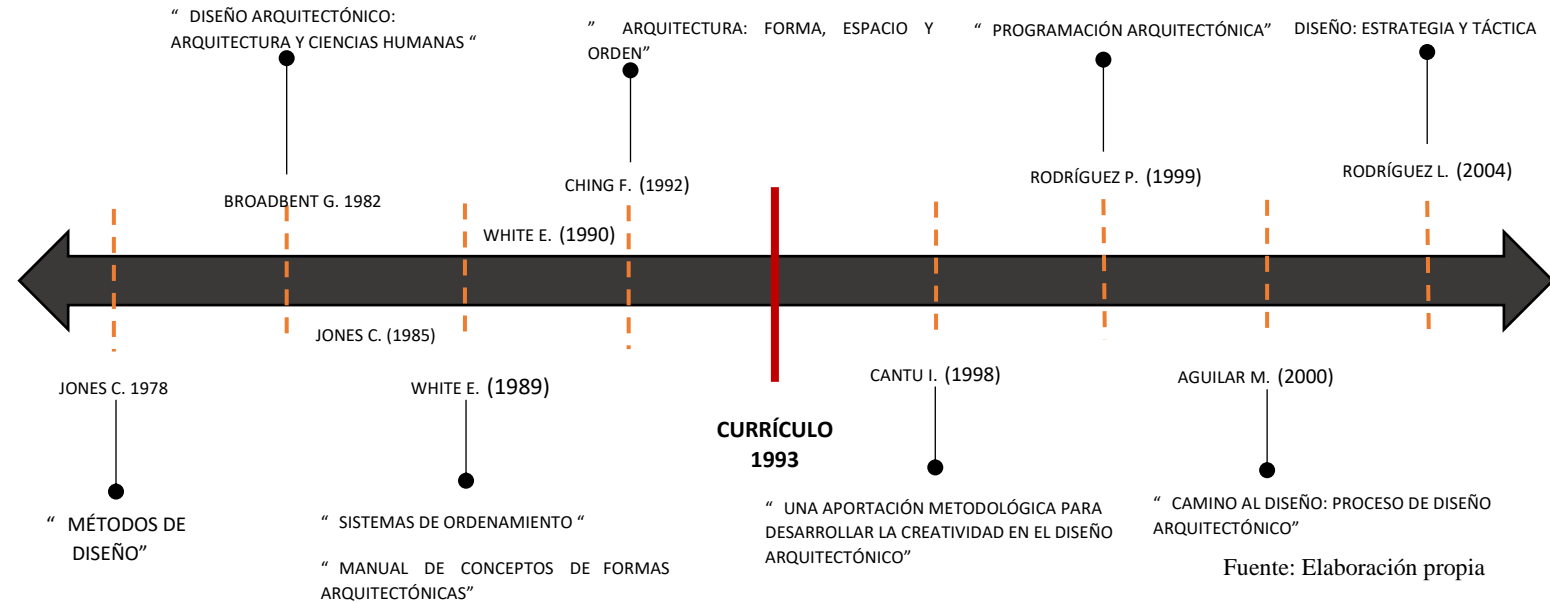 “ DISEÑO ARQUITECTÓNICO:
ARQUITECTURA Y CIENCIAS HUMANAS “
” ARQUITECTURA: FORMA, ESPACIO Y
ORDEN”
“ PROGRAMACIÓN ARQUITECTÓNICA”
DISEÑO: ESTRATEGIA Y TÁCTICA
BROADBENT G. 1982
CHING F. (1992)
RODRÍGUEZ P. (1999)
RODRÍGUEZ L. (2004)
WHITE E. (1990)
JONES C. (1985)
JONES C. 1978
WHITE E. (1989)
CANTU I. (1998)
AGUILAR M. (2000)
CURRÍCULO
1993
“ MÉTODOS DE
DISEÑO”
“ SISTEMAS DE ORDENAMIENTO “
“ MANUAL DE CONCEPTOS DE FORMAS
ARQUITECTÓNICAS”
“ UNA APORTACIÓN METODOLÓGICA PARA
DESARROLLAR LA CREATIVIDAD EN EL DISEÑO
ARQUITECTÓNICO”
“ CAMINO AL DISEÑO: PROCESO DE DISEÑO
ARQUITECTÓNICO”
Fuente: Elaboración propia